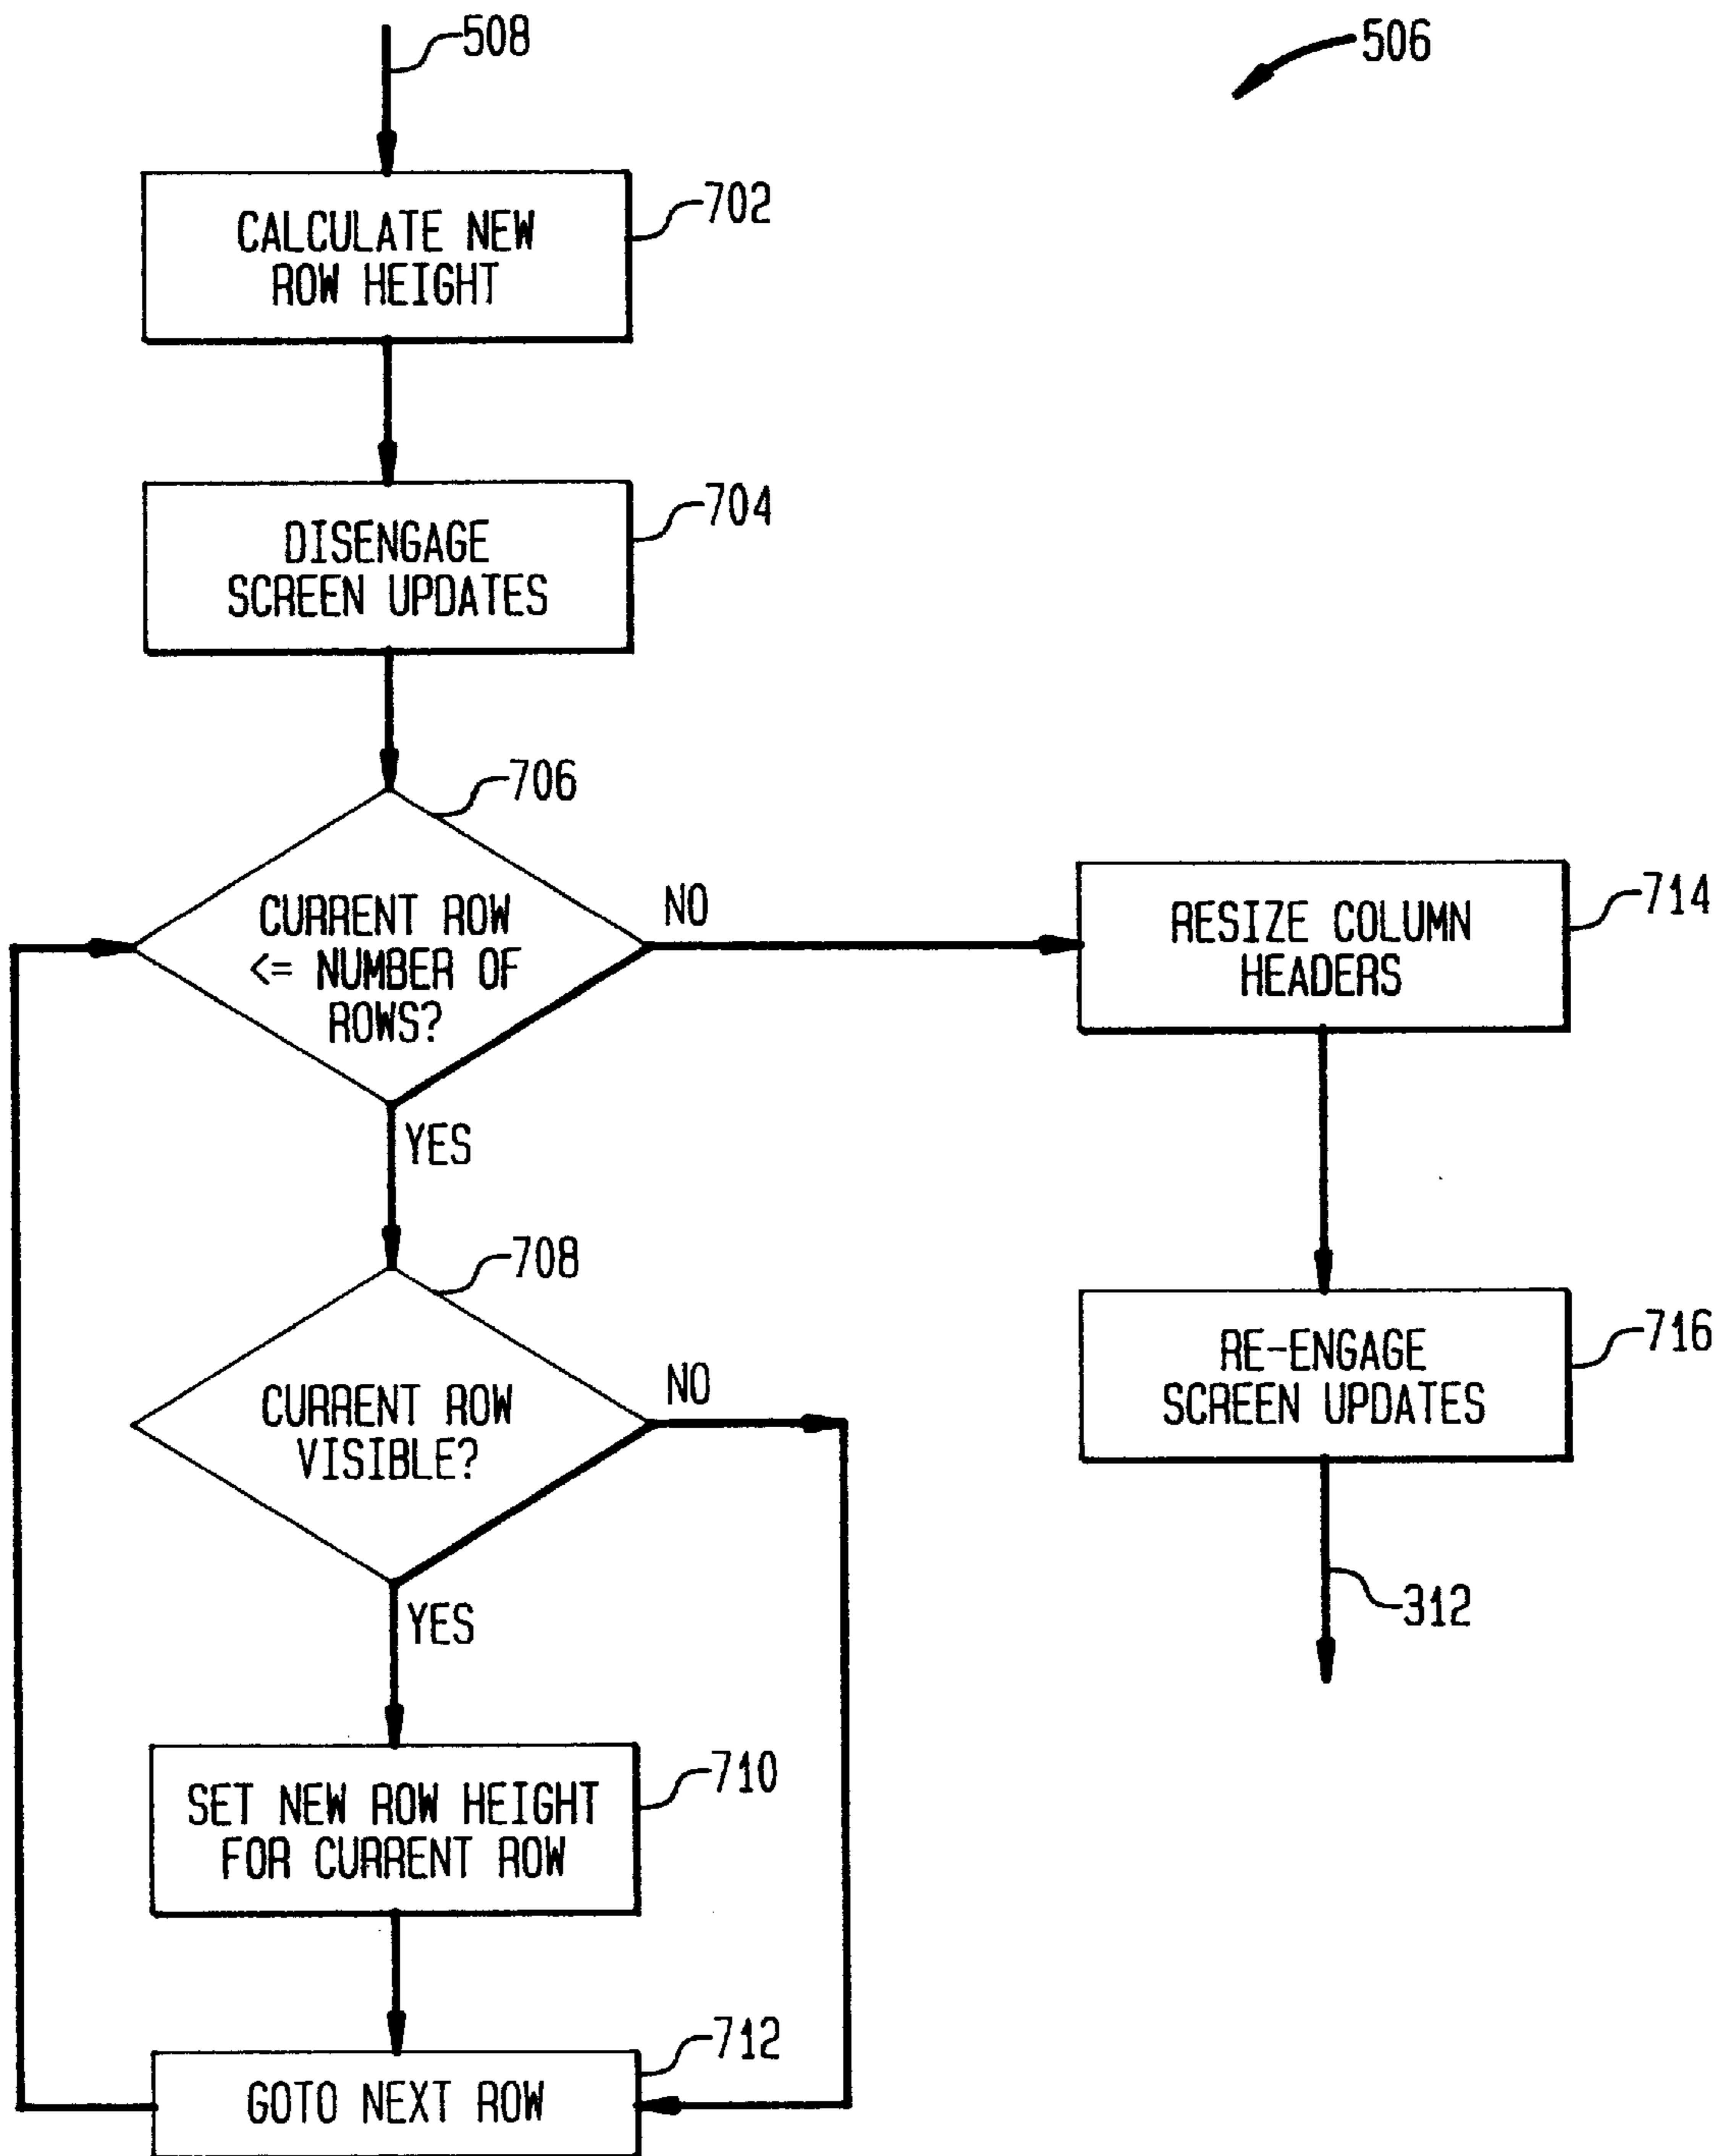 508
506
CALCULATE NEW
ROW HEIGHT
702
DISENGAGE
SCREEN UPDATES
704
706
CURRENT ROW
<= NUMBER OF
ROWS?
NO
YES
RESIZE COLUMN
HEADERS
714
708
CURRENT ROW
VISIBLE?
NO
YES
RE-ENGAGE
SCREEN UPDATES
716
312
SET NEW ROW HEIGHT
FOR CURRENT ROW
710
GOTO NEXT ROW
712